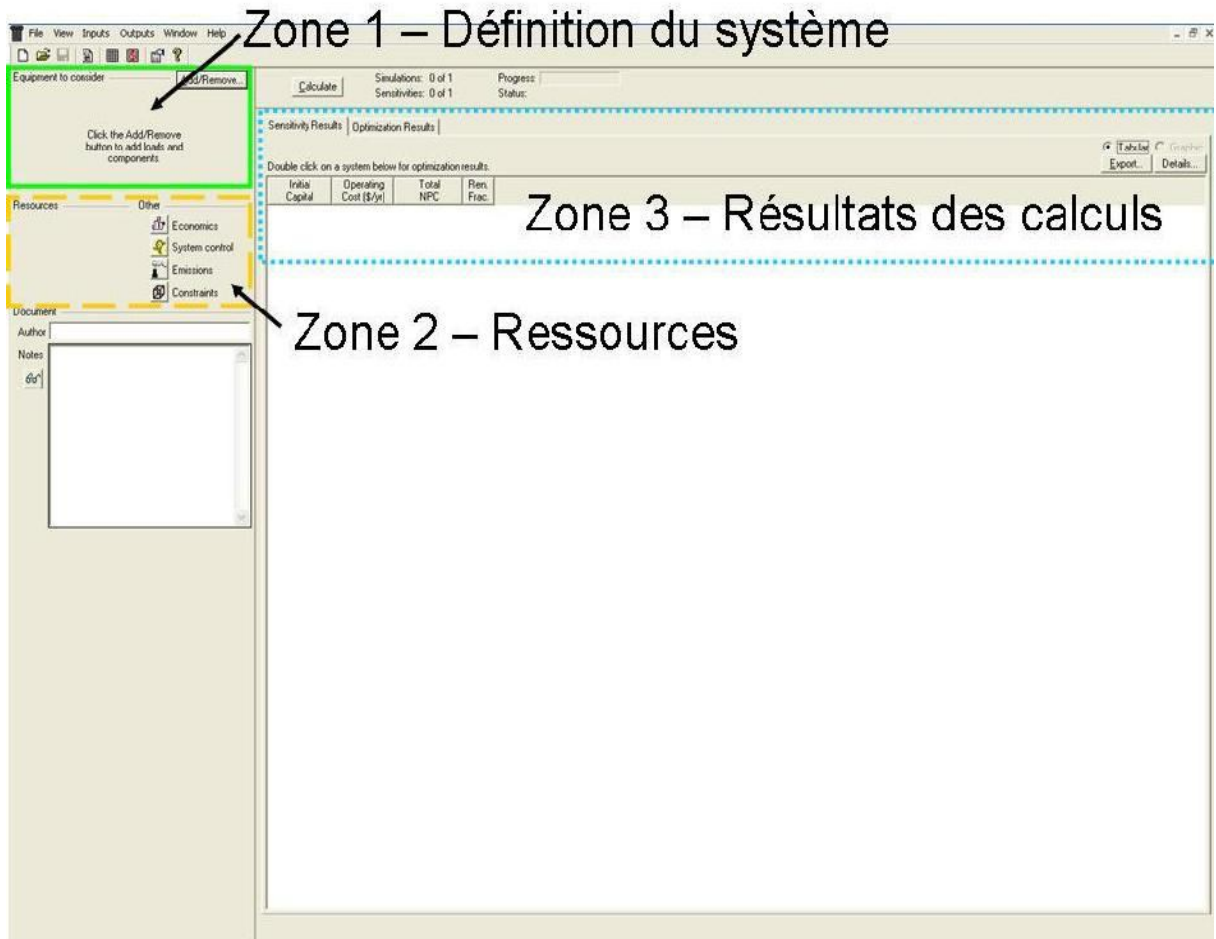 Zone 1 – Définition du système
File View Inputs Outputs Window Help
Equipment to consider
Add/Remove...
Click the Add/Remove
button to add loads and
components
Calculate
Simulations: 0 of 1
Progress:
Sensitivities: 0 of 1
Status:
Sensitivity Results
Optimization Results
Tabular
Graphic
Double click on a system below for optimization results.
Export...
Details...
Initial
Capital
Operating
Cost ($/yr)
Total
NPC
Ren.
Frac.
Zone 3 – Résultats des calculs
Resources
Other
Economics
System control
Emissions
Constraints
Zone 2 – Ressources
Document
Author
Notes